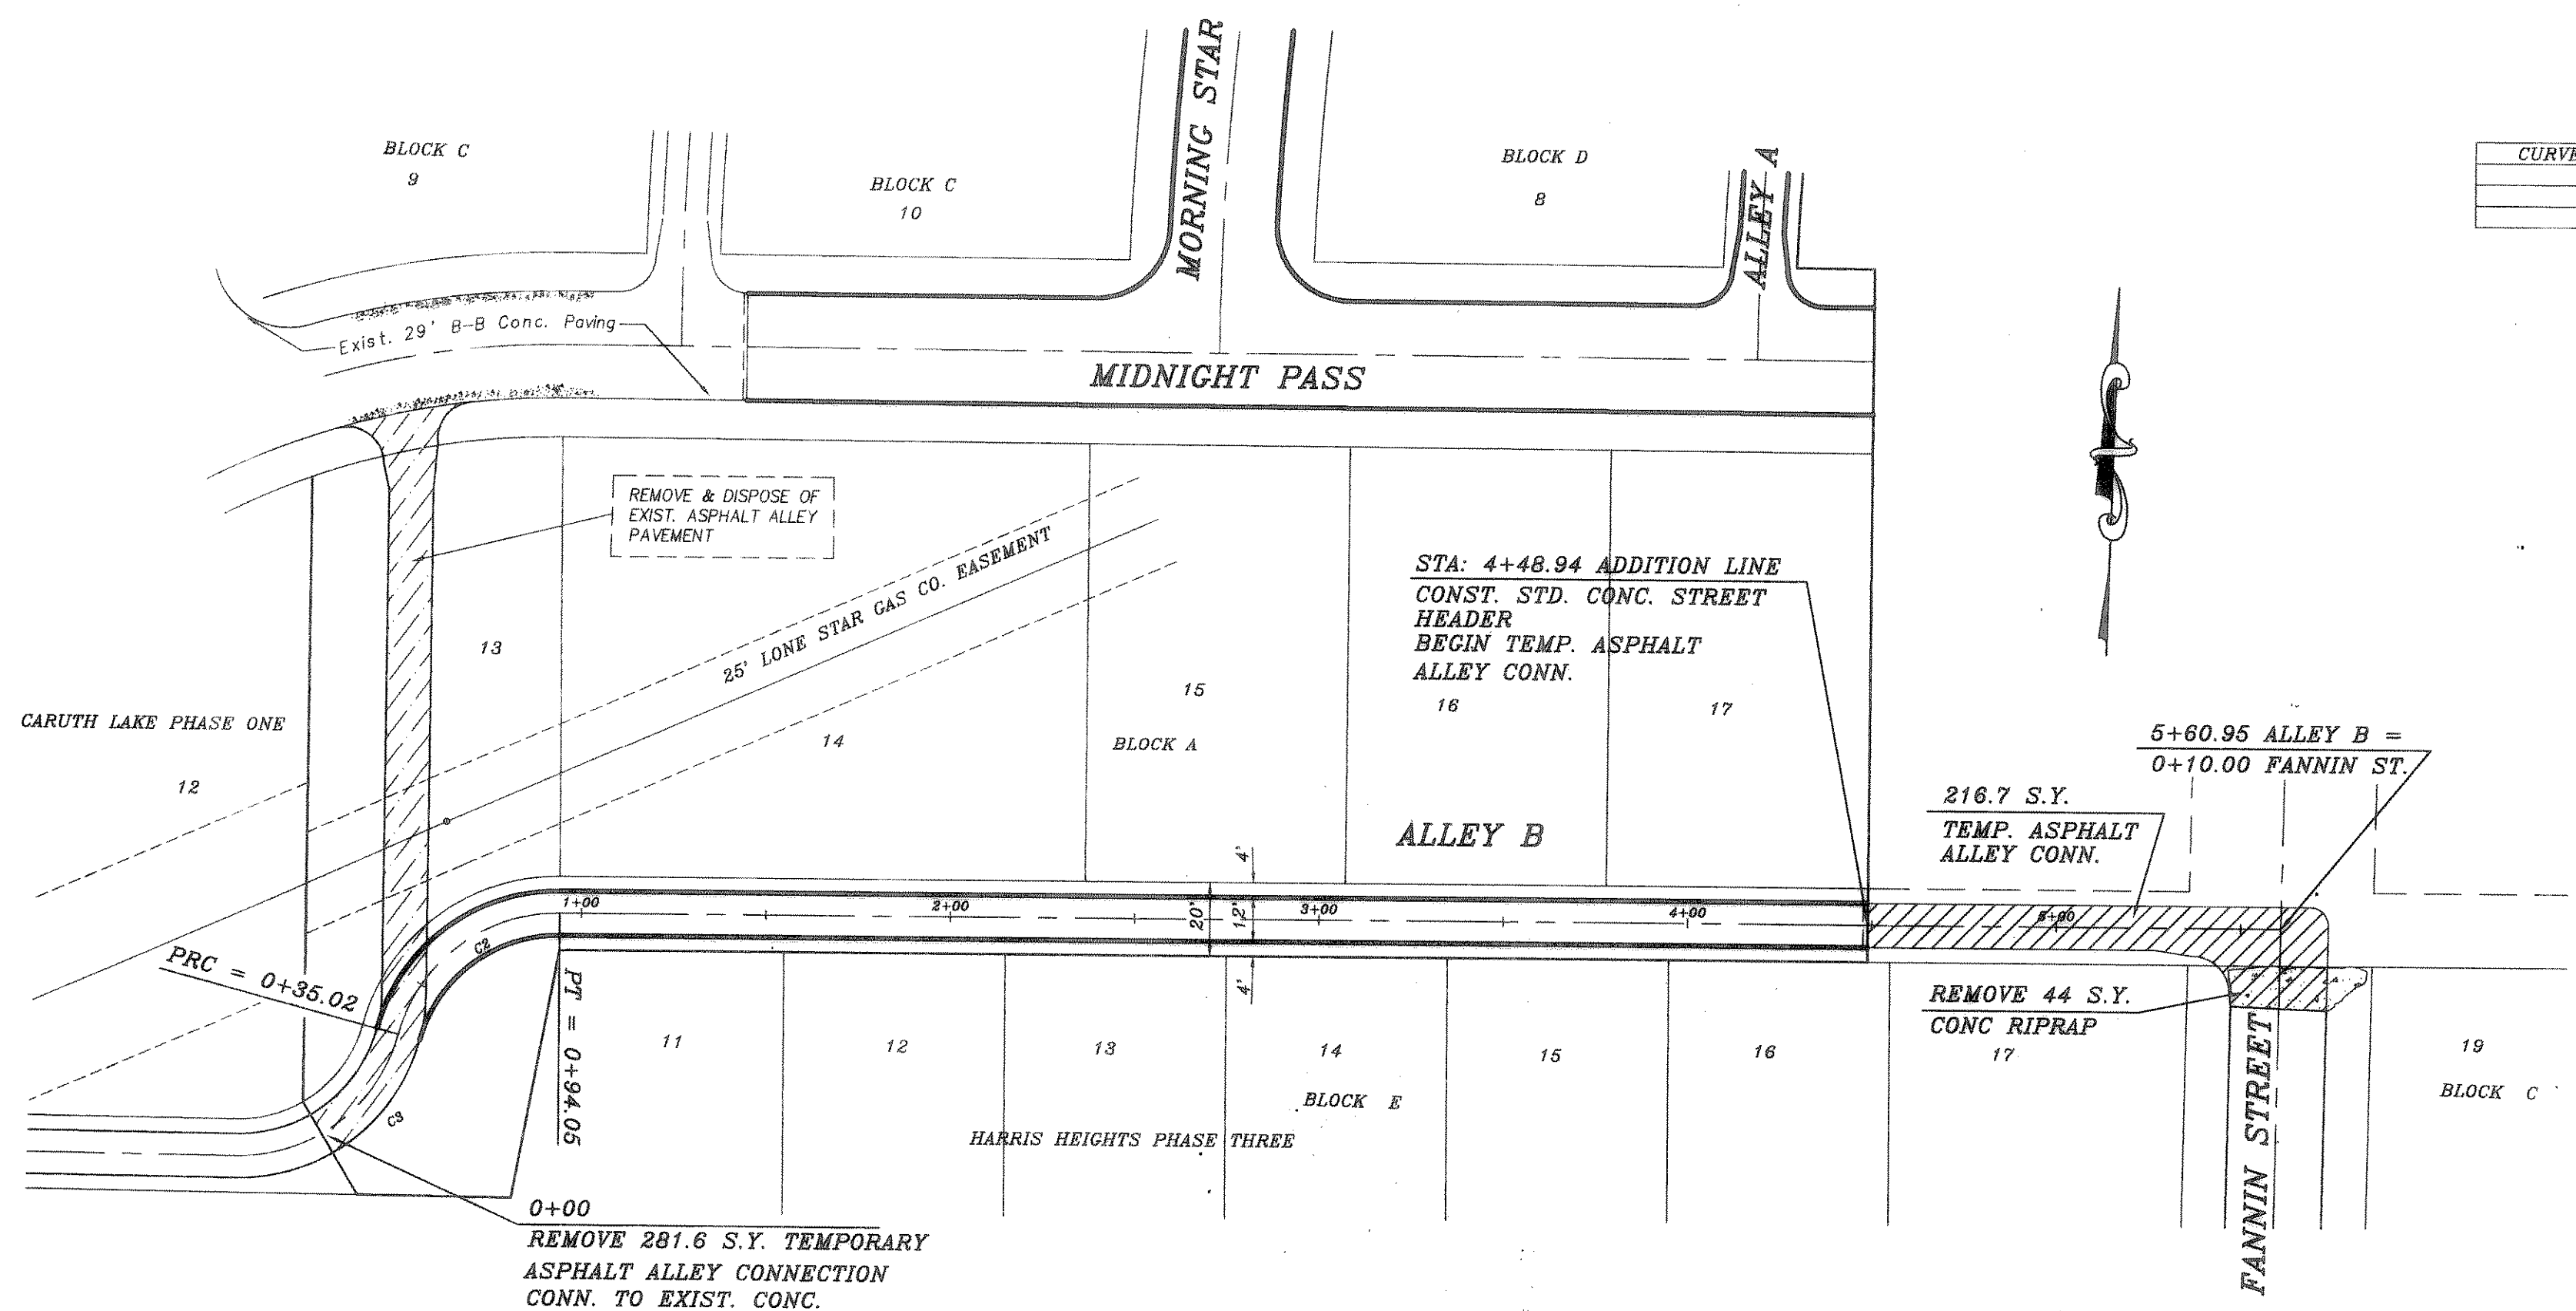 MORNING STAR
BLOCK C
9
BLOCK C
10
BLOCK D
8
ALLEY A
CURVE
Exist. 29' B-B Conc. Paving
MIDNIGHT PASS
REMOVE & DISPOSE OF
EXIST. ASPHALT ALLEY
PAVEMENT
25' LONE STAR GAS CO. EASEMENT
STA: 4+48.94 ADDITION LINE
CONST. STD. CONC. STREET
HEADER
BEGIN TEMP. ASPHALT
ALLEY CONN.
13
15
16
17
CARUTH LAKE PHASE ONE
12
14
BLOCK A
5+60.95 ALLEY B =
0+10.00 FANNIN ST.
216.7 S.Y.
TEMP. ASPHALT
ALLEY CONN.
ALLEY B
4'
1+00
2+00
20'
12'
3+00
4+00
5+00
C2
PRC = 0+35.02
4'
PT = 0+94.05
REMOVE 44 S.Y.
CONC RIPRAP
11
12
13
14
15
16
17
19
BLOCK E
BLOCK C
C3
HARRIS HEIGHTS PHASE THREE
FANNIN STREET
0+00
REMOVE 281.6 S.Y. TEMPORARY
ASPHALT ALLEY CONNECTION
CONN. TO EXIST. CONC.